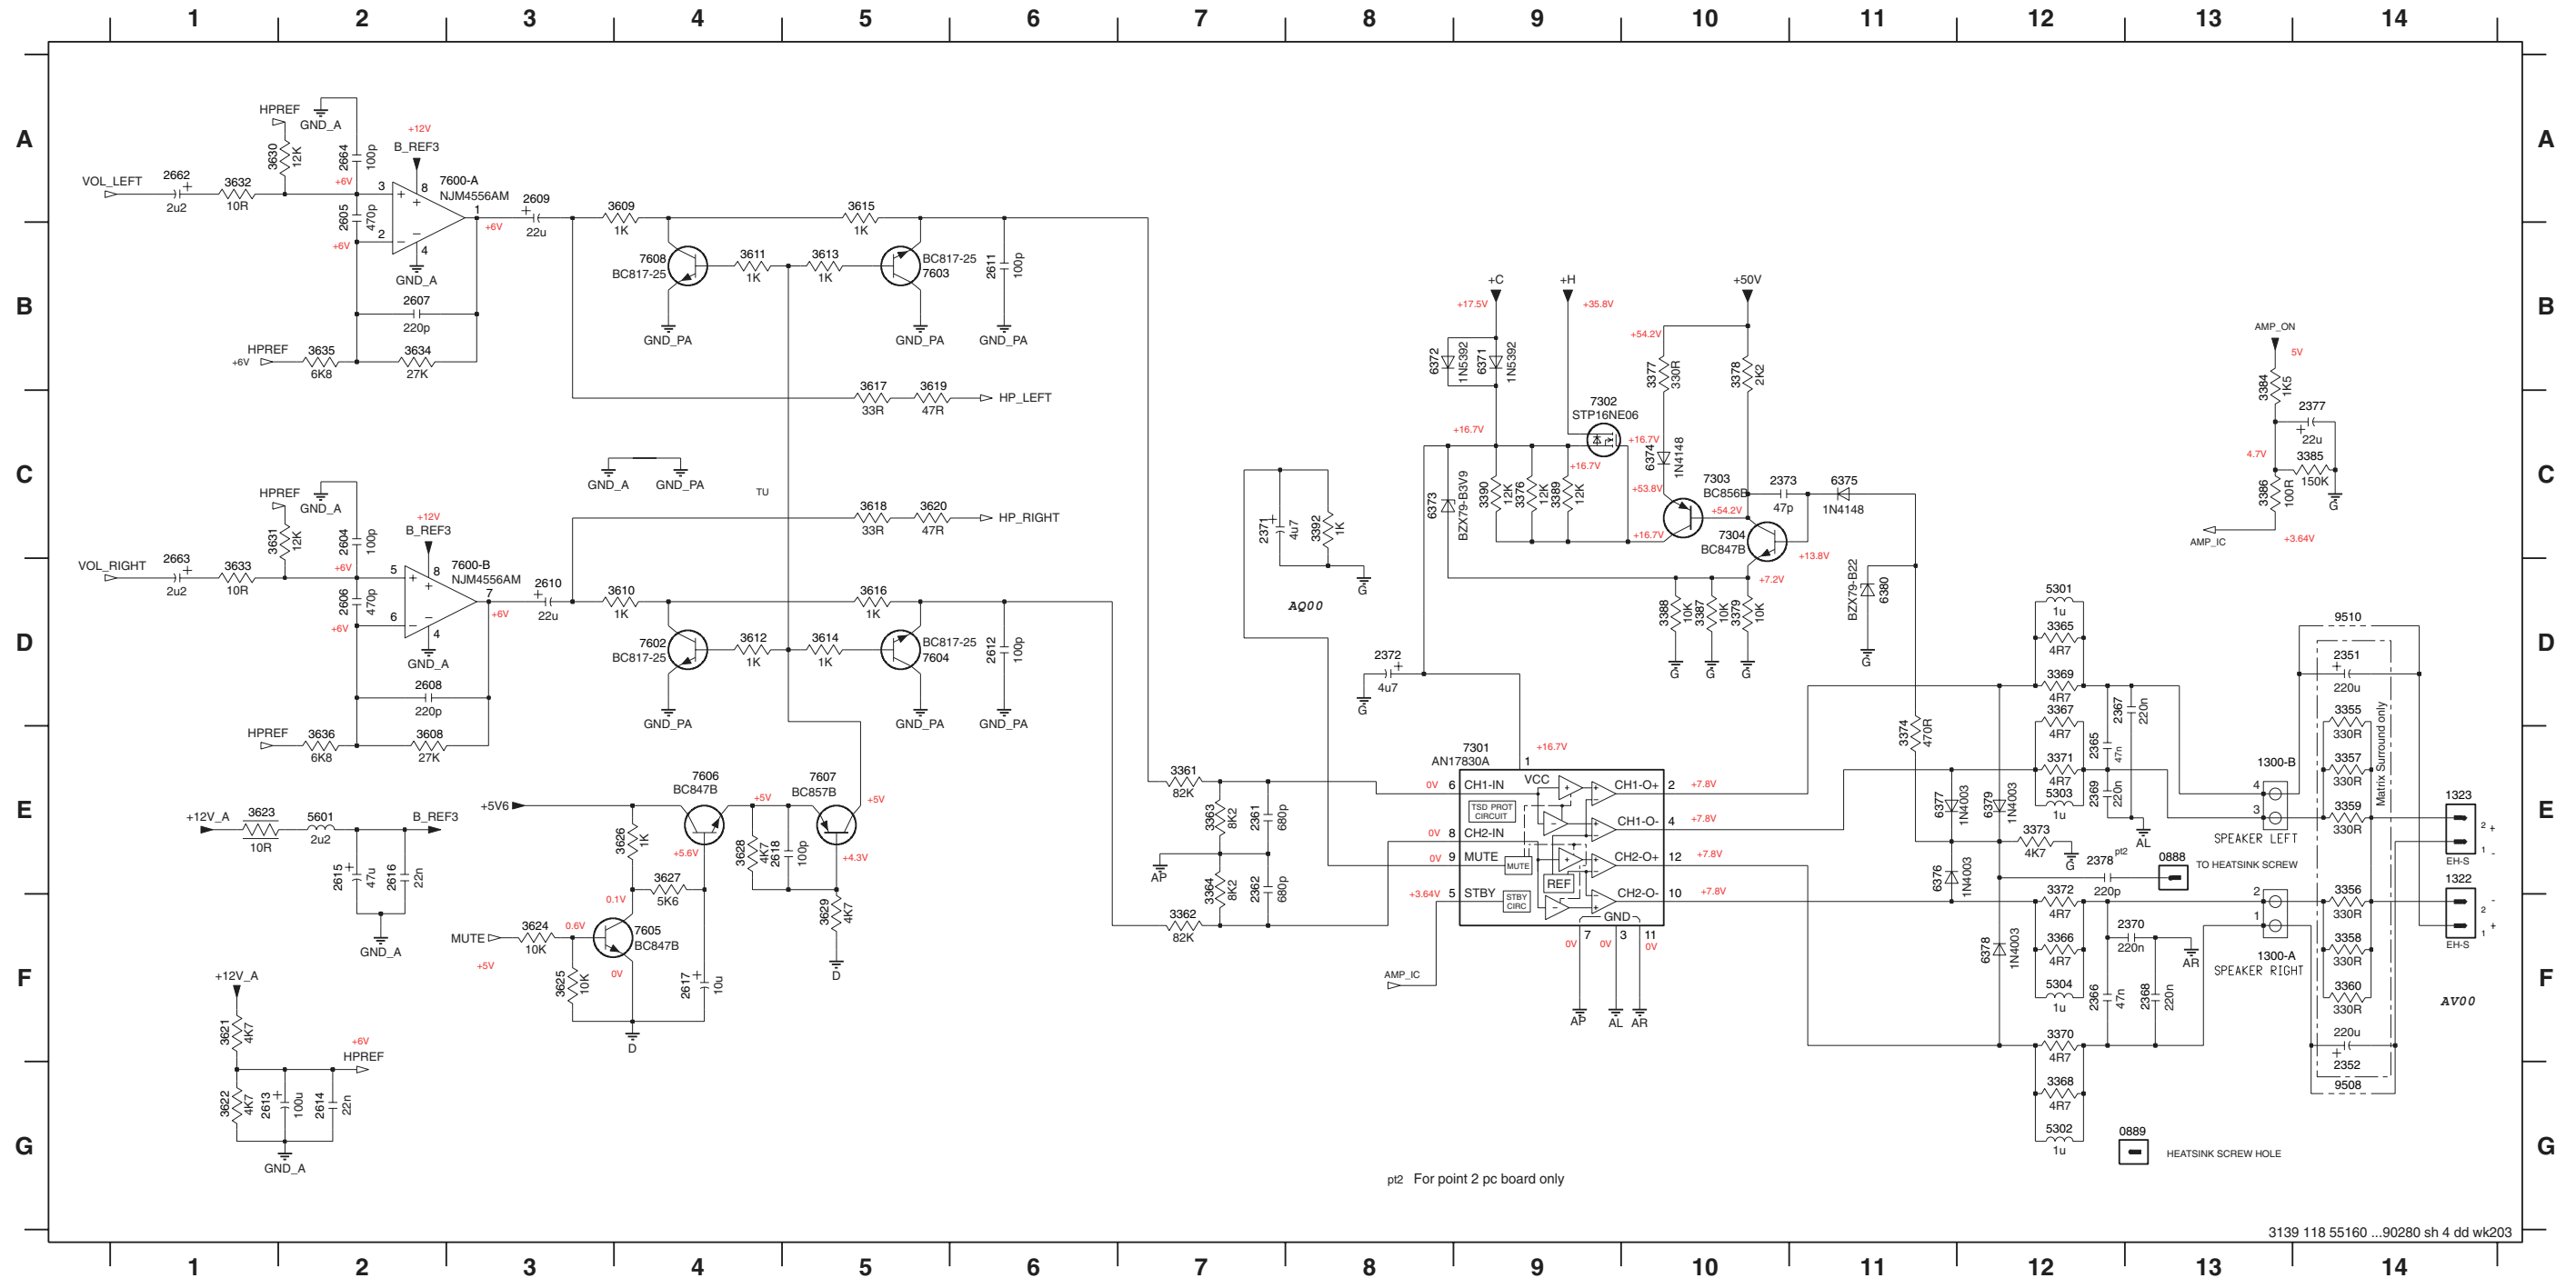 1 2 3 4 5 6 7 8 9 10 11 12 13 14
A A
B B
C C
D D
E E
F F
G G
HPREF
GND_A
+12V
B_REF3
3630
12K
2664
100p
VOL_LEFT
2662
2u2
3632
10R
+6V
3
8
7600-A
NJM4556AM
2605
470p
+6V
2
4
1
+6V
GND_A
2609
22u
2607
220p
HPREF
+6V
3635
6K8
3634
27K
3609
1K
3615
1K
7608
BC817-25
3611
1K
3613
1K
BC817-25
7603
2611
100p
GND_PA
GND_PA
GND_PA
3617
33R
3619
47R
HP_LEFT
GND_A
GND_PA
TU
3618
33R
3620
47R
HP_RIGHT
HPREF
GND_A
+12V
B_REF3
3631
12K
2604
100p
VOL_RIGHT
2663
2u2
3633
10R
+6V
5
8
7600-B
NJM4556AM
2606
470p
+6V
6
4
7
+6V
GND_A
2610
22u
2608
220p
HPREF
3636
6K8
3608
27K
3610
1K
3616
1K
7602
BC817-25
3612
1K
3614
1K
BC817-25
7604
2612
100p
GND_PA
GND_PA
GND_PA
+12V_A
3623
10R
5601
2u2
B_REF3
2615
47u
2616
22n
GND_A
+12V_A
3621
4K7
+6V
HPREF
3622
4K7
2613
100u
2614
22n
GND_A
+5V6
7606
BC847B
+5V
7607
BC857B
+5V
3626
1K
+5.6V
3628
4K7
2618
100p
+4.3V
3627
5K6
0.1V
3629
4K7
D
MUTE
3624
10K
0.6V
+5V
7605
BC847B
0V
3625
10K
2617
10u
D
3361
82K
3363
8K2
2361
680p
AP
3364
8K2
2362
680p
3362
82K
2371
4u7
3392
1K
G
AQ00
2372
4u7
G
+C
+17.5V
+H
+35.8V
+50V
6372
1N5392
6371
1N5392
+54.2V
3377
330R
3378
2K2
7302
STP16NE06
+16.7V
+16.7V
+16.7V
6374
1N4148
6373
BZX79-B3V9
3390
12K
3376
12K
3389
12K
+53.8V
7303
BC856B
2373
47p
6375
1N4148
+54.2V
+16.7V
7304
BC847B
+13.8V
+7.2V
3388
10K
3387
10K
3379
10K
G G G
BZX79-B22
6380
G
7301
AN17830A
+16.7V
1
VCC
0V 6 CH1-IN
TSD PROT
CIRCUIT
0V 8 CH2-IN
0V 9 MUTE
MUTE
REF
+3.64V 5 STBY
STBY
CIRC
CH1-O+ 2 +7.8V
CH1-O- 4 +7.8V
CH2-O+ 12 +7.8V
CH2-O- 10 +7.8V
GND
7 3 11
0V 0V 0V
AP AL AR
AMP_IC
AMP_ON
5V
3384
1K5
2377
22u
4.7V
3385
150K
3386
100R
G
AMP_IC
+3.64V
3374
470R
6377
1N4003
6379
1N4003
3373
4K7
G
6376
1N4003
6378
1N4003
5301
1u
3365
4R7
3369
4R7
3367
4R7
3371
4R7
5303
1u
2367
220n
2365
47n
2369
220n
AL
2378
pt2
220p
0888
TO HEATSINK SCREW
3372
4R7
3366
4R7
5304
1u
2370
220n
AR
2366
47n
2368
220n
3370
4R7
3368
4R7
5302
1u
1300-B
4
3
SPEAKER LEFT
2
1
1300-A
SPEAKER RIGHT
9510
2351
220u
3355
330R
3357
330R
3359
330R
Matrix Surround only
3356
330R
3358
330R
3360
330R
220u
2352
9508
1323
2 +
1 -
EH-S
1322
-
2
1 +
EH-S
AV00
0889
HEATSINK SCREW HOLE
pt2 For point 2 pc board only
3139 118 55160 ...90280 sh 4 dd wk203
1 2 3 4 5 6 7 8 9 10 11 12 13 14